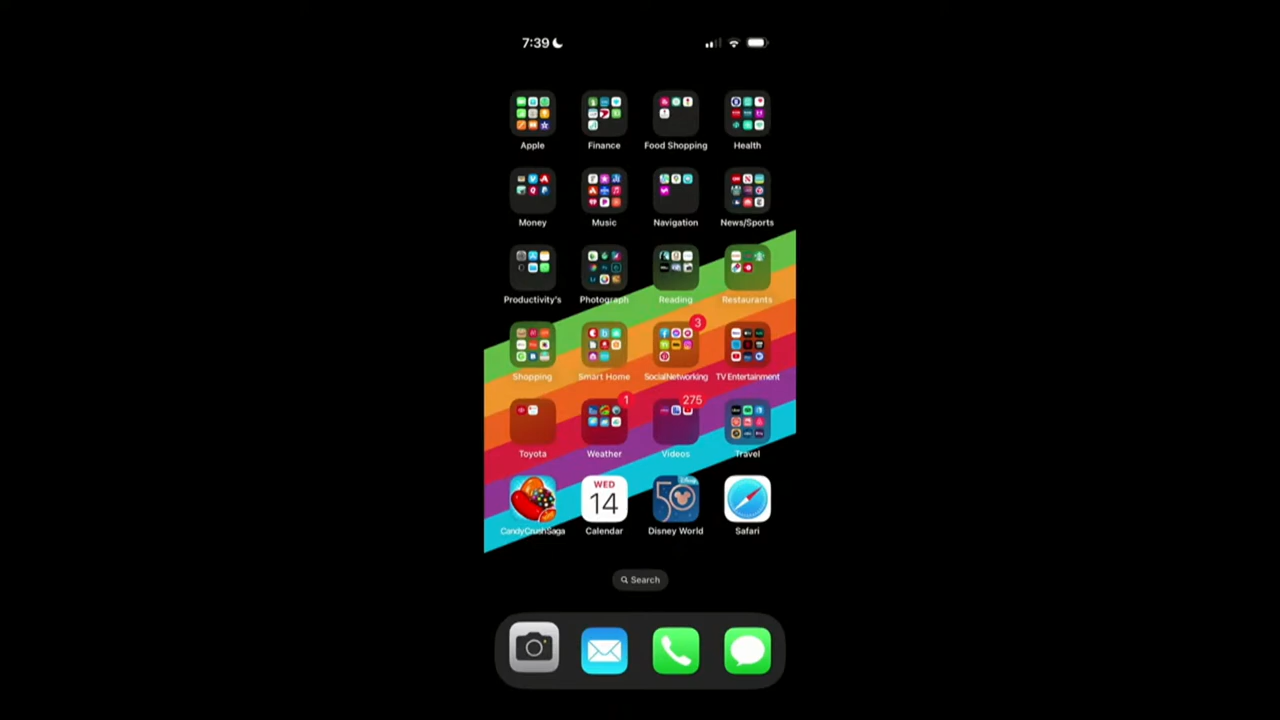 7:39
Apple Finance Food Shopping Health
Money Music Navigation News/Sports
Productivity's Photograph Reading Restaurants
3
Shopping Smart Home SocialNetworking TV Entertainment
1 275
Toyota Weather Videos Travel
WED
14
50
CandyCrushSaga Calendar Disney World Safari
Search